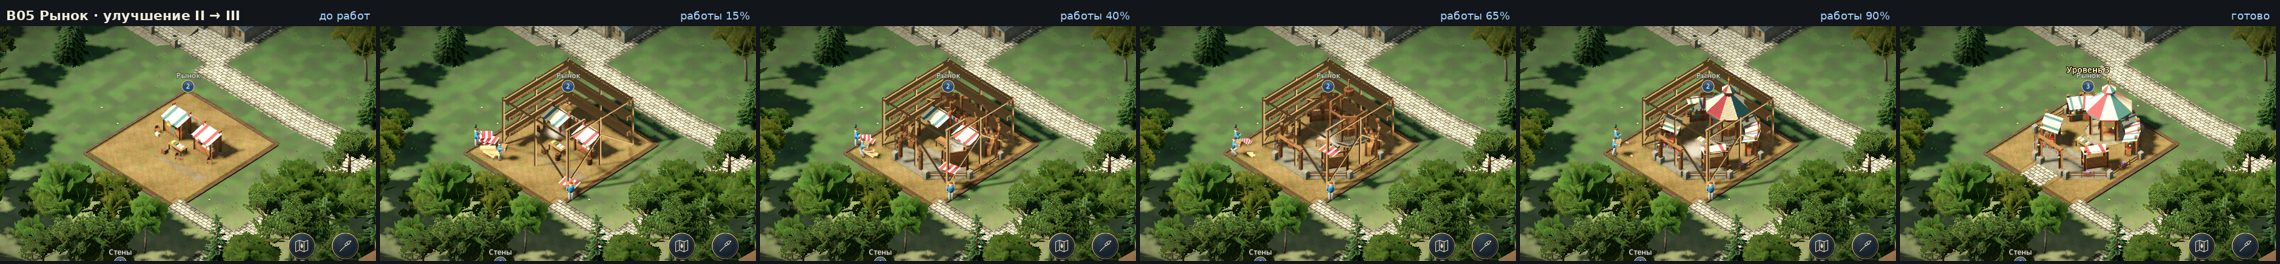 B05 Рынок · улучшение II → III
до работ
работы 15%
работы 40%
работы 65%
работы 90%
готово
Рынок
2
Стены
Рынок
2
Стены
Рынок
2
Стены
Рынок
2
Стены
Рынок
2
Стены
Уровень 3
Рынок
3
Стены